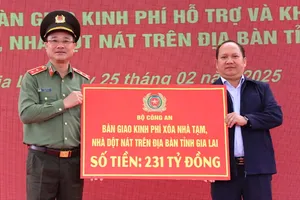 BÀN GIAO KINH PHÍ HỖ TRỢ VÀ KH
, NHÀ DỘT NÁT TRÊN ĐỊA BÀN TỈNH
25 tháng 02 năm 2025
BỘ CÔNG AN
BÀN GIAO KINH PHÍ XÓA NHÀ TẠM,
NHÀ DỘT NÁT TRÊN ĐỊA BÀN TỈNH GIA LAI
SỐ TIỀN: 231 TỶ ĐỒNG